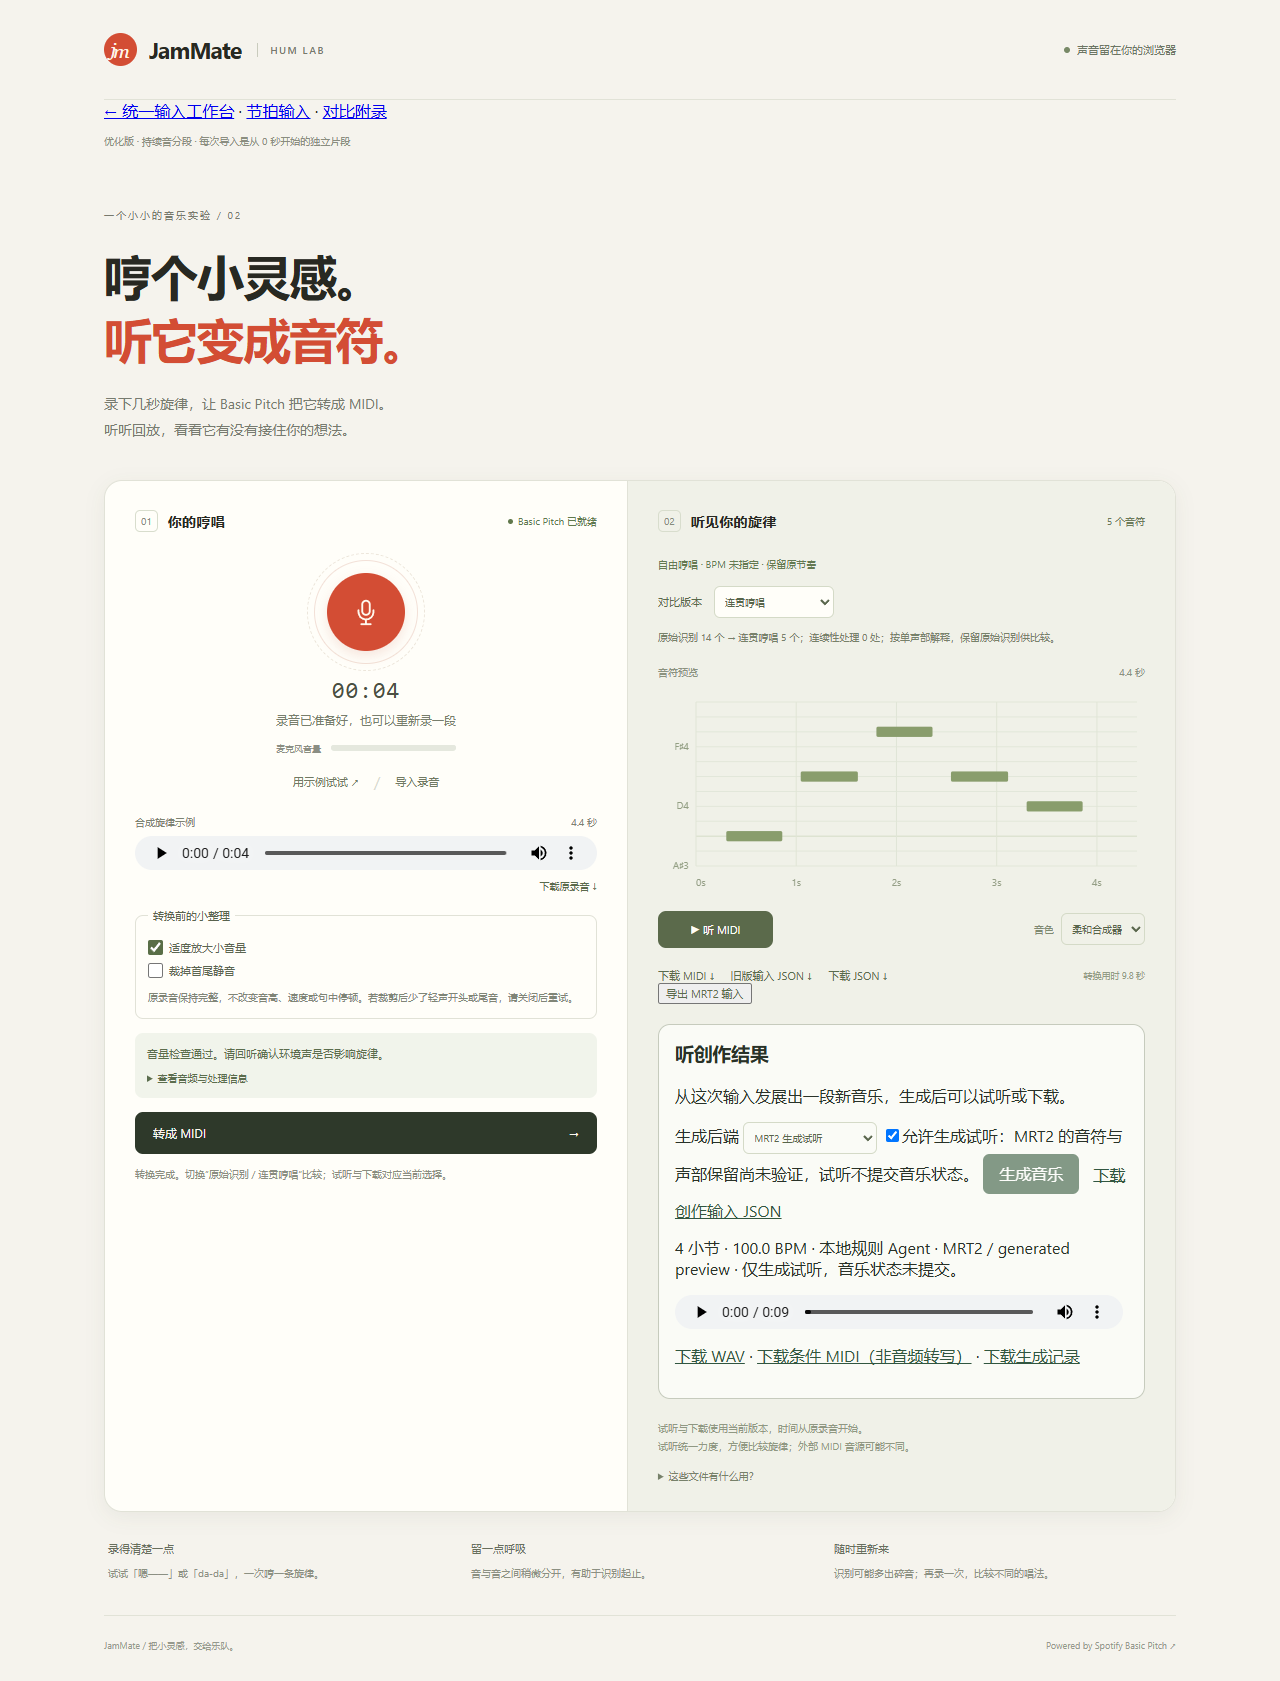 jm JamMate HUM LAB
声音留在你的浏览器
← 统一输入工作台 · 节拍输入 · 对比附录
优化版 · 持续音分段 · 每次导入是从 0 秒开始的独立片段
一个小小的音乐实验 / 02
哼个小灵感。
听它变成音符。
录下几秒旋律，让 Basic Pitch 把它转成 MIDI。
听听回放，看看它有没有接住你的想法。
01 你的哼唱
Basic Pitch 已就绪
00:04
录音已准备好，也可以重新录一段
麦克风音量
用示例试试 ↗ / 导入录音
合成旋律示例 4.4 秒
0:00 / 0:04
下载原录音 ↓
转换前的小整理
适度放大小音量
裁掉首尾静音
原录音保持完整，不改变音高、速度或句中停顿。若裁剪后少了轻声开头或尾音，请关闭后重试。
音量检查通过。请回听确认环境声是否影响旋律。
▶ 查看音频与处理信息
转成 MIDI →
转换完成。切换“原始识别 / 连贯哼唱”比较；试听与下载对应当前选择。
02 听见你的旋律
5 个音符
自由哼唱 · BPM 未指定 · 保留原节奏
对比版本 连贯哼唱
原始识别 14 个 → 连贯哼唱 5 个；连续性处理 0 处；按单声部解释，保留原始识别供比较。
音符预览 4.4 秒
F♯4
D4
A♯3
0s 1s 2s 3s 4s
▶ 听 MIDI
音色 柔和合成器
下载 MIDI ↓ 旧版输入 JSON ↓ 下载 JSON ↓
转换用时 9.8 秒
导出 MRT2 输入
听创作结果
从这次输入发展出一段新音乐，生成后可以试听或下载。
生成后端 MRT2 生成试听 允许生成试听：MRT2 的音符与
声部保留尚未验证，试听不提交音乐状态。 生成音乐 下载
创作输入 JSON
4 小节 · 100.0 BPM · 本地规则 Agent · MRT2 / generated
preview · 仅生成试听，音乐状态未提交。
0:00 / 0:09
下载 WAV · 下载条件 MIDI（非音频转写） · 下载生成记录
试听与下载使用当前版本，时间从原录音开始。
试听统一力度，方便比较旋律；外部 MIDI 音源可能不同。
▶ 这些文件有什么用？
录得清楚一点
试试「嗯——」或「da-da」，一次哼一条旋律。
留一点呼吸
音与音之间稍微分开，有助于识别起止。
随时重新来
识别可能多出碎音；再录一次，比较不同的唱法。
JamMate / 把小灵感，交给乐队。
Powered by Spotify Basic Pitch ↗